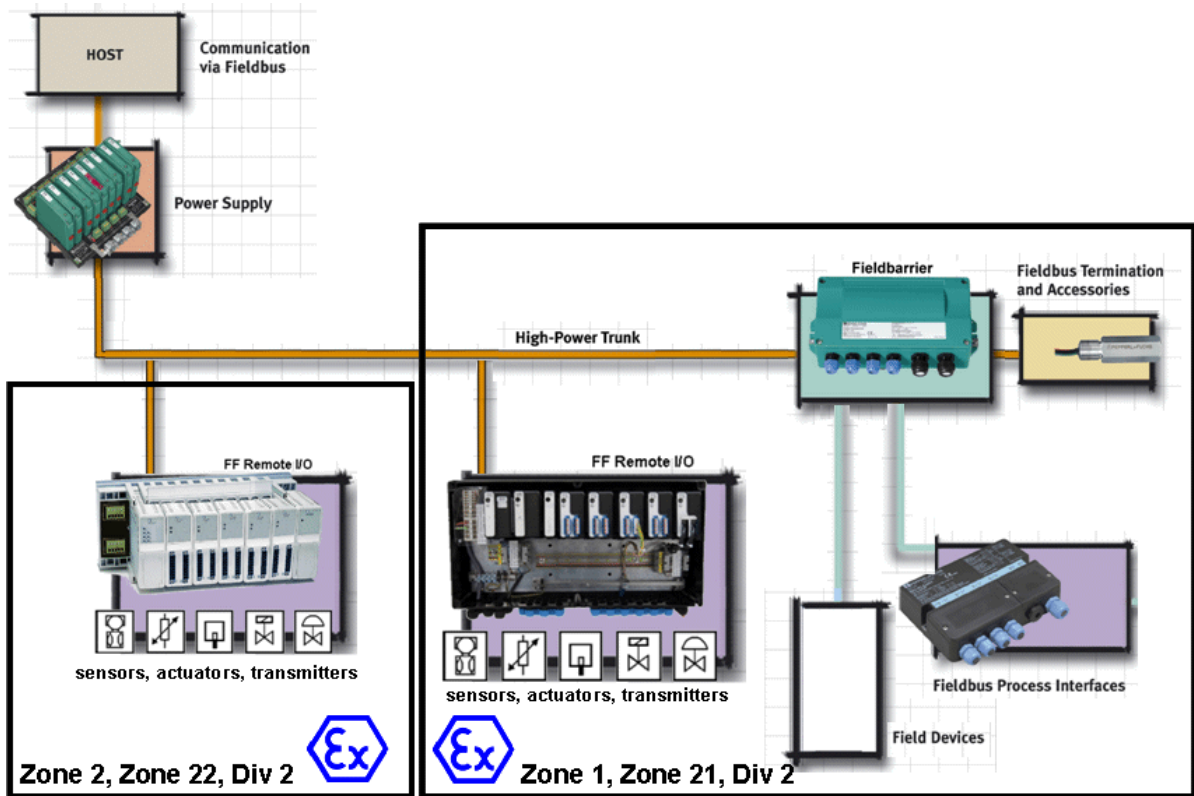 HOST
Communication
via Fieldbus
Power Supply
Fieldbarrier
Fieldbus Termination
and Accessories
High-Power Trunk
FF Remote I/O
sensors, actuators, transmitters
Ex
Zone 2, Zone 22, Div 2
FF Remote I/O
sensors, actuators, transmitters
Fieldbus Process Interfaces
Field Devices
Ex
Zone 1, Zone 21, Div 2